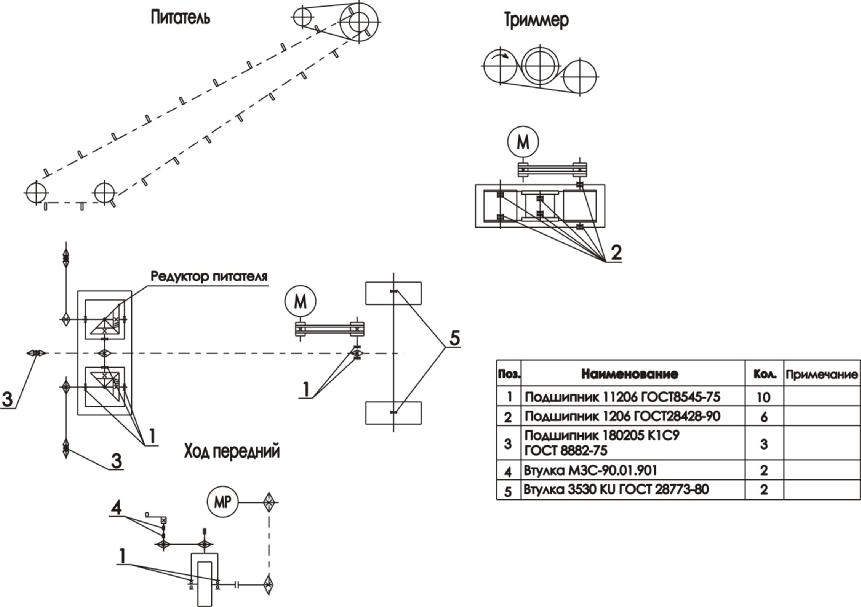 Питатель
Триммер
М
2
Редуктор питателя
М
5
3
1
1
3
Ход передний
МР
4
1
Поз. Наименование Кол. Примечание
1 Подшипник 11206 ГОСТ8545-75 10
2 Подшипник 1206 ГОСТ28428-90 6
3 Подшипник 180205 К1С9 3
ГОСТ 8882-75
4 Втулка МЗС-90.01.901 2
5 Втулка 3530 KU ГОСТ 28773-80 2